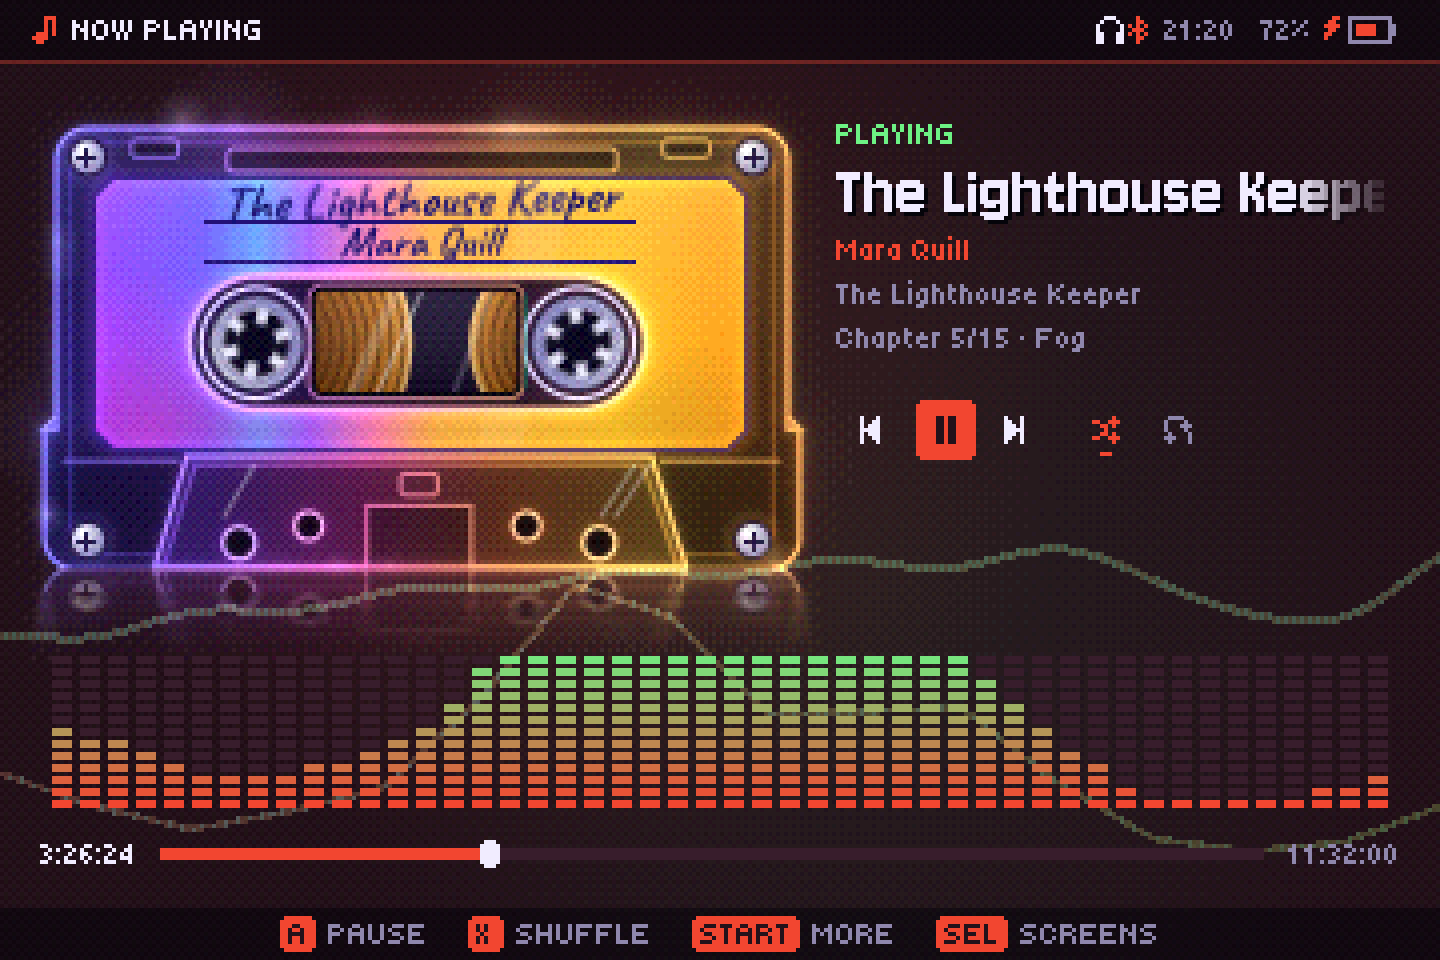 NOW PLAYING
21:20 72%
The Lighthouse Keeper
Mara Quill
PLAYING
The Lighthouse Keepe
Mara Quill
The Lighthouse Keeper
Chapter 5/15 · Fog
3:26:24
11:32:00
A PAUSE X SHUFFLE START MORE SEL SCREENS